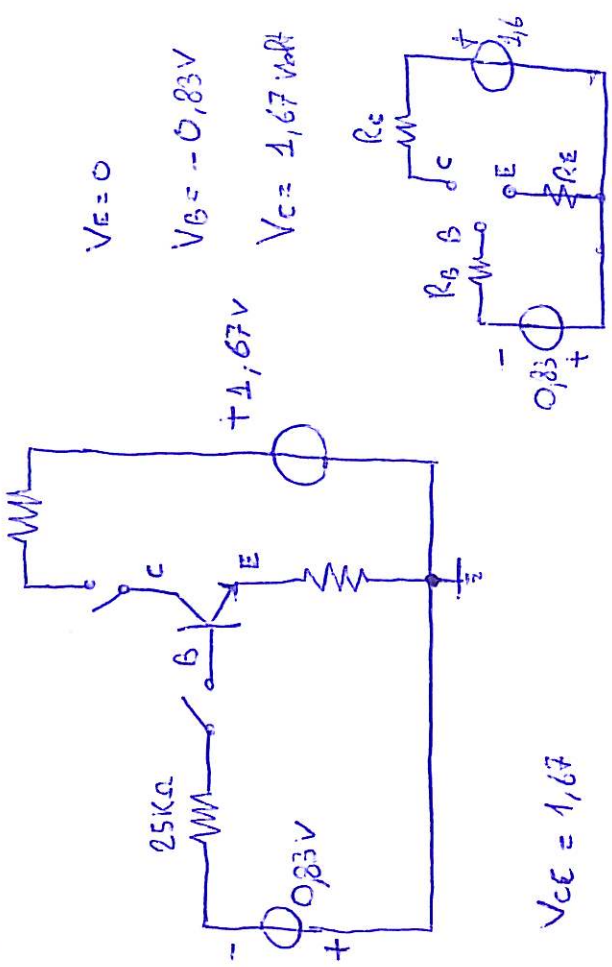 VE=0
VB= -0,83V
VC= 1,67 Volt
+1,67V
C
B
E
25KΩ
-
0,83V
+
VCE = 1,67
RC
C
+
1,6
RB
B
E
RE
-
0,83
+